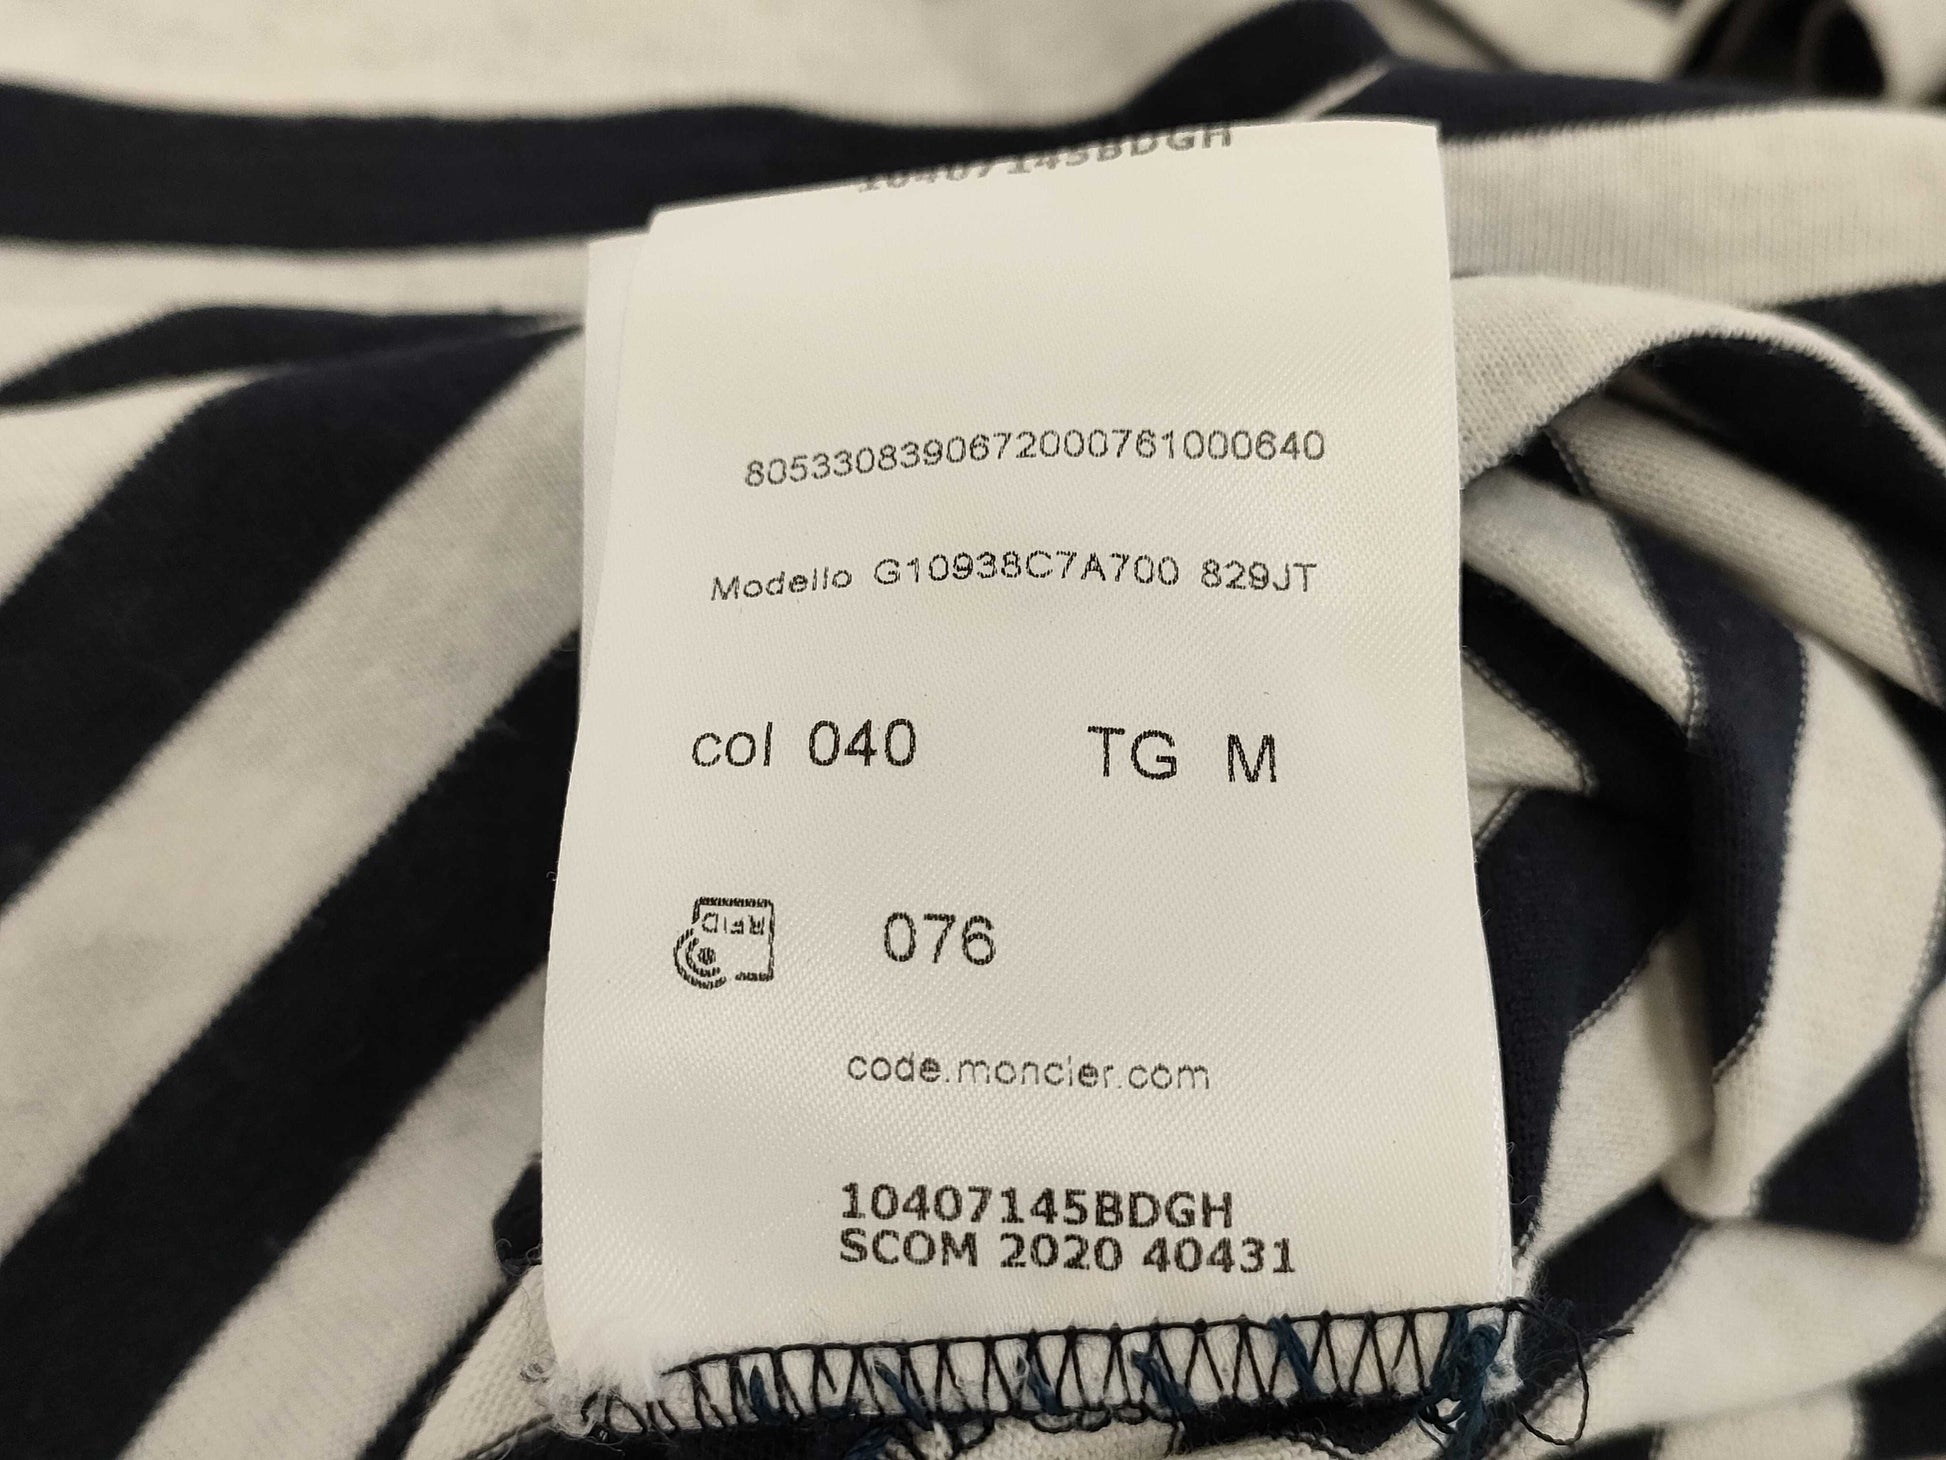 10407145BDGH
8053308390672000761000640
Modello G10938C7A700 829JT
col 040 TG M
RFID
076
code.moncler.com
10407145BDGH
SCOM 2020 40431